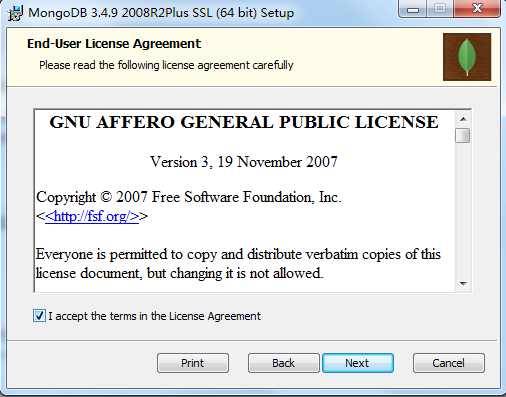 MongoDB 3.4.9 2008R2Plus SSL (64 bit) Setup
End-User License Agreement
Please read the following license agreement carefully
GNU AFFERO GENERAL PUBLIC LICENSE
Version 3, 19 November 2007
Copyright © 2007 Free Software Foundation, Inc.
<<http://fsf.org/>>
Everyone is permitted to copy and distribute verbatim copies of this
license document, but changing it is not allowed.
I accept the terms in the License Agreement
Print Back Next Cancel